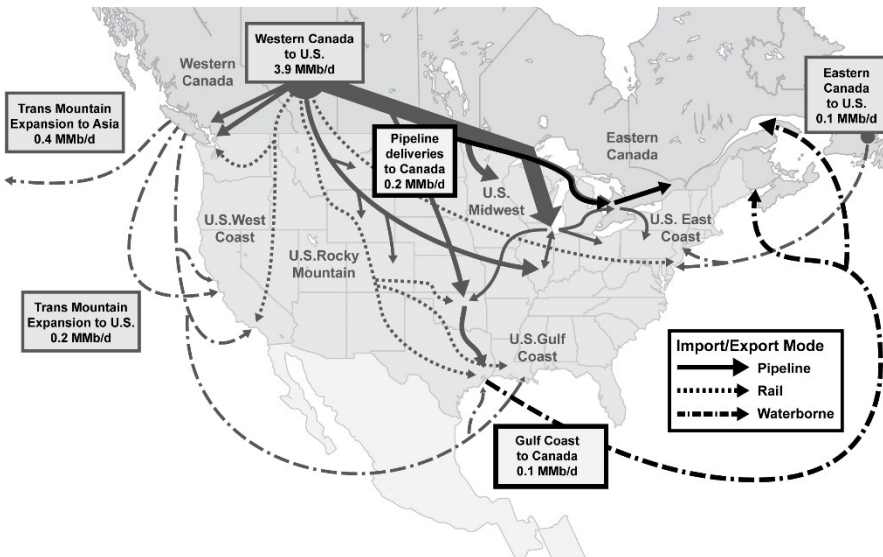 Western Canada
to U.S.
3.9 MMb/d
Western
Canada
Eastern
Canada
to U.S.
0.1 MMb/d
Trans Mountain
Expansion to Asia
0.4 MMb/d
Pipeline
deliveries
to Canada
0.2 MMb/d
Eastern
Canada
U.S.
Midwest
U.S.West
Coast
U.S. East
Coast
U.S.Rocky
Mountain
Trans Mountain
Expansion to U.S.
0.2 MMb/d
U.S.Gulf
Coast
Import/Export Mode
Pipeline
Rail
Waterborne
Gulf Coast
to Canada
0.1 MMb/d